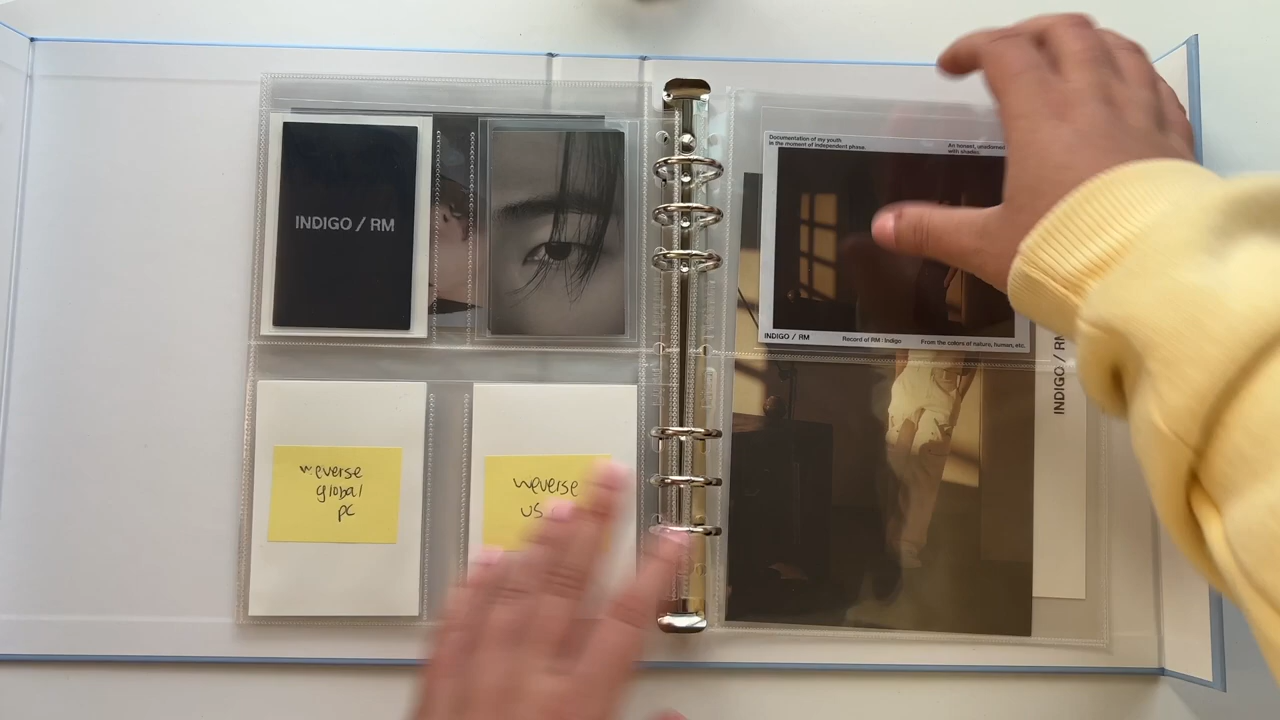 INDIGO / RM
weverse
global
pc
weverse
us
Documentation of my youth
in the moment of independent phase.
An honest, unadorned
with shades.
INDIGO / RM
Record of RM : Indigo
From the colors of nature, human, etc.
INDIGO / RM